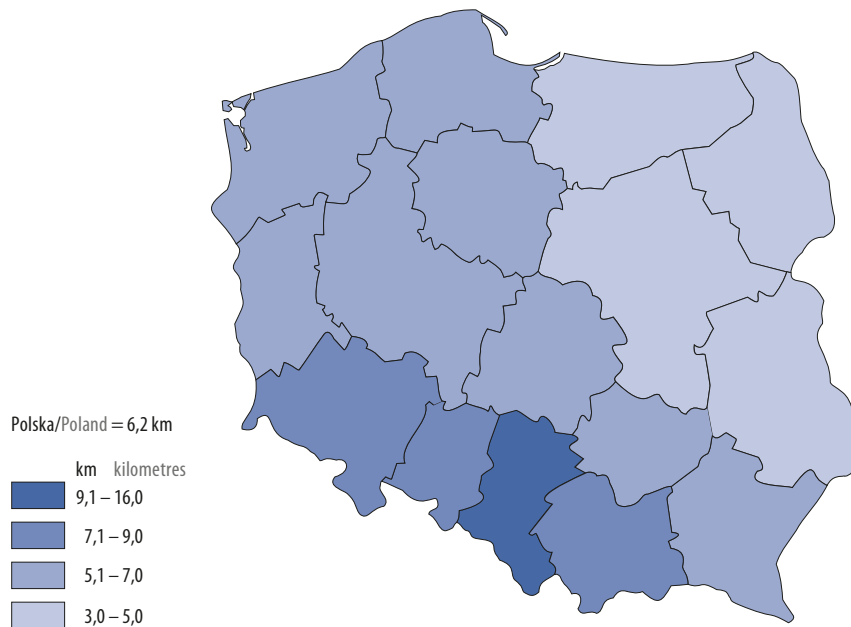 Polska/Poland = 6,2 km
km kilometres
9,1 – 16,0
7,1 – 9,0
5,1 – 7,0
3,0 – 5,0